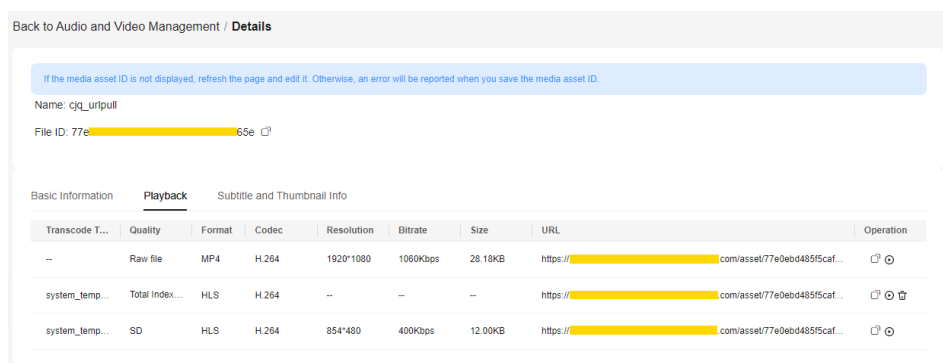 Back to Audio and Video Management / Details
If the media asset ID is not displayed, refresh the page and edit it. Otherwise, an error will be reported when you save the media asset ID.
Name: cjq_urlpull
File ID: 77e 65e
Basic Information Playback Subtitle and Thumbnail Info
Transcode T... Quality Format Codec Resolution Bitrate Size URL Operation
-- Raw file MP4 H.264 1920*1080 1060Kbps 28.18KB https:// .com/asset/77e0ebd485f5caf...
system_temp... Total Index... HLS H.264 -- -- -- https:// .com/asset/77e0ebd485f5caf...
system_temp... SD HLS H.264 854*480 400Kbps 12.00KB https:// .com/asset/77e0ebd485f5caf...